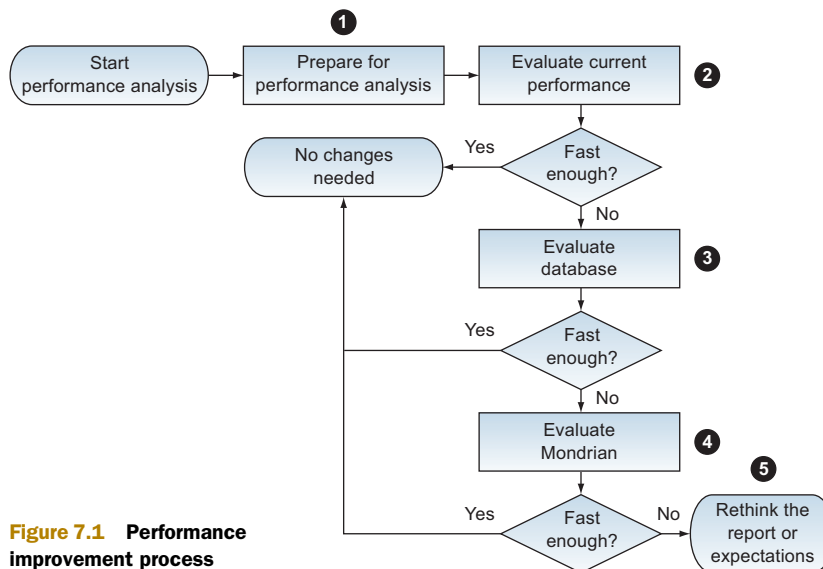 1
Start
performance analysis
Prepare for
performance analysis
Evaluate current
performance
2
Yes
Fast
enough?
No changes
needed
No
Evaluate
database
3
Yes
Fast
enough?
No
Evaluate
Mondrian
4
5
Yes
Fast
enough?
No
Rethink the
report or
expectations
Figure 7.1 Performance
improvement process